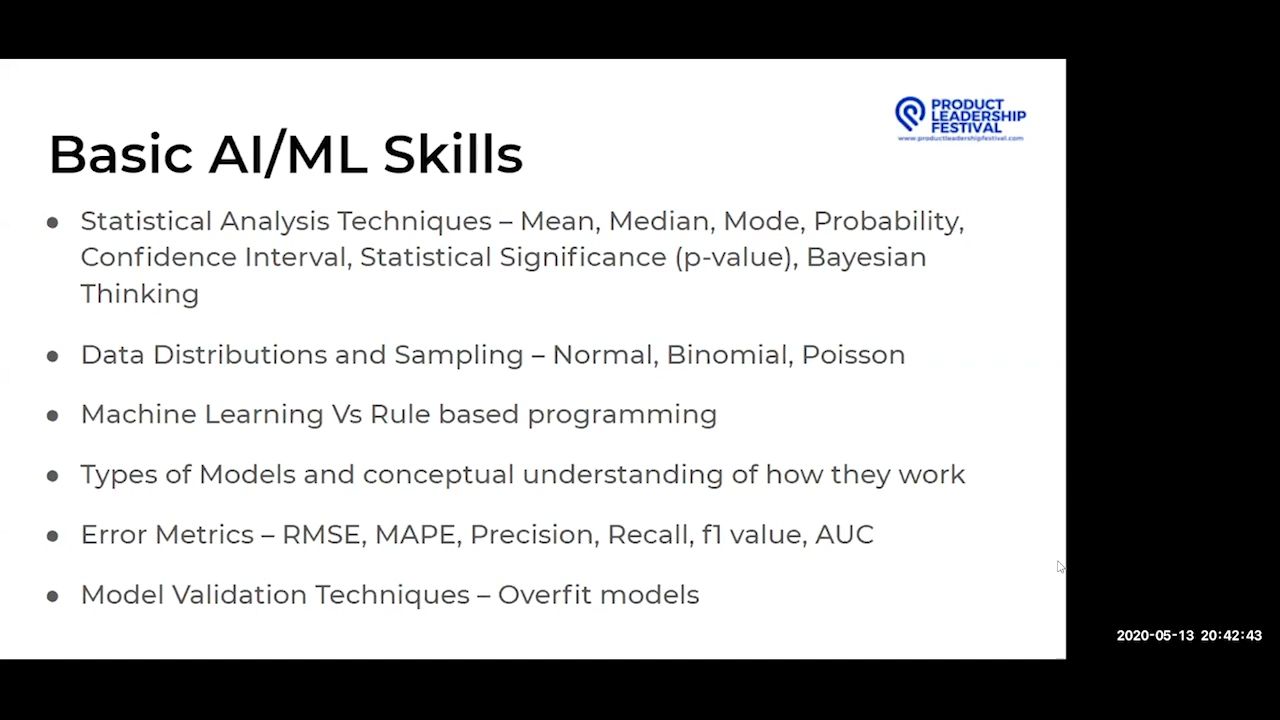 PRODUCT
LEADERSHIP
FESTIVAL
www.productleadershipfestival.com
Basic AI/ML Skills
● Statistical Analysis Techniques – Mean, Median, Mode, Probability,
Confidence Interval, Statistical Significance (p-value), Bayesian
Thinking
● Data Distributions and Sampling – Normal, Binomial, Poisson
● Machine Learning Vs Rule based programming
● Types of Models and conceptual understanding of how they work
● Error Metrics – RMSE, MAPE, Precision, Recall, f1 value, AUC
● Model Validation Techniques – Overfit models
2020-05-13 20:42:43